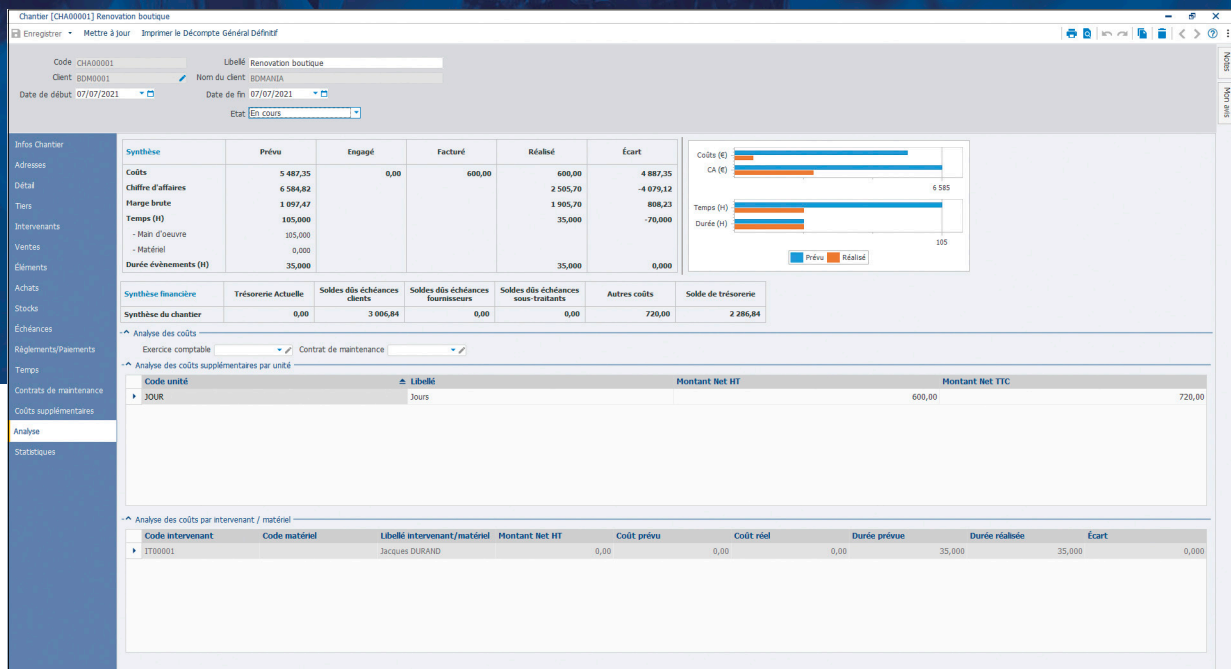 Chantier [CHA00001] Renovation boutique
Enregistrer Mettre à jour Imprimer le Décompte Général Définitif
Code CHA00001 Libellé Renovation boutique
Client BDM0001 Nom du client BDMANIA
Date de début 07/07/2021 Date de fin 07/07/2021
Etat En cours
Notes
Mon avis
Infos Chantier
Adresses
Détail
Tiers
Intervenants
Ventes
Éléments
Achats
Stocks
Échéances
Règlements/Paiements
Temps
Contrats de maintenance
Coûts supplémentaires
Analyse
Statistiques
Synthèse Prévu Engagé Facturé Réalisé Écart
Coûts 5 487,35 0,00 600,00 600,00 4 887,35
Chiffre d'affaires 6 584,82 2 505,70 -4 079,12
Marge brute 1 097,47 1 905,70 808,23
Temps (H) 105,000 35,000 -70,000
- Main d'oeuvre 105,000
- Matériel 0,000
Durée évènements (H) 35,000 35,000 0,000
Coûts (€)
CA (€)
6 585
Temps (H)
Durée (H)
105
Prévu Réalisé
Synthèse financière Trésorerie Actuelle Soldes dûs échéances clients Soldes dûs échéances fournisseurs Soldes dûs échéances sous-traitants Autres coûts Solde de trésorerie
Synthèse du chantier 0,00 3 006,84 0,00 0,00 720,00 2 286,84
Analyse des coûts
Exercice comptable Contrat de maintenance
Analyse des coûts supplémentaires par unité
Code unité Libellé Montant Net HT Montant Net TTC
JOUR Jours 600,00 720,00
Analyse des coûts par intervenant / matériel
Code intervenant Code matériel Libellé intervenant/matériel Montant Net HT Coût prévu Coût réel Durée prévue Durée réalisée Écart
IT00001 Jacques DURAND 0,00 0,00 0,00 35,000 35,000 0,000